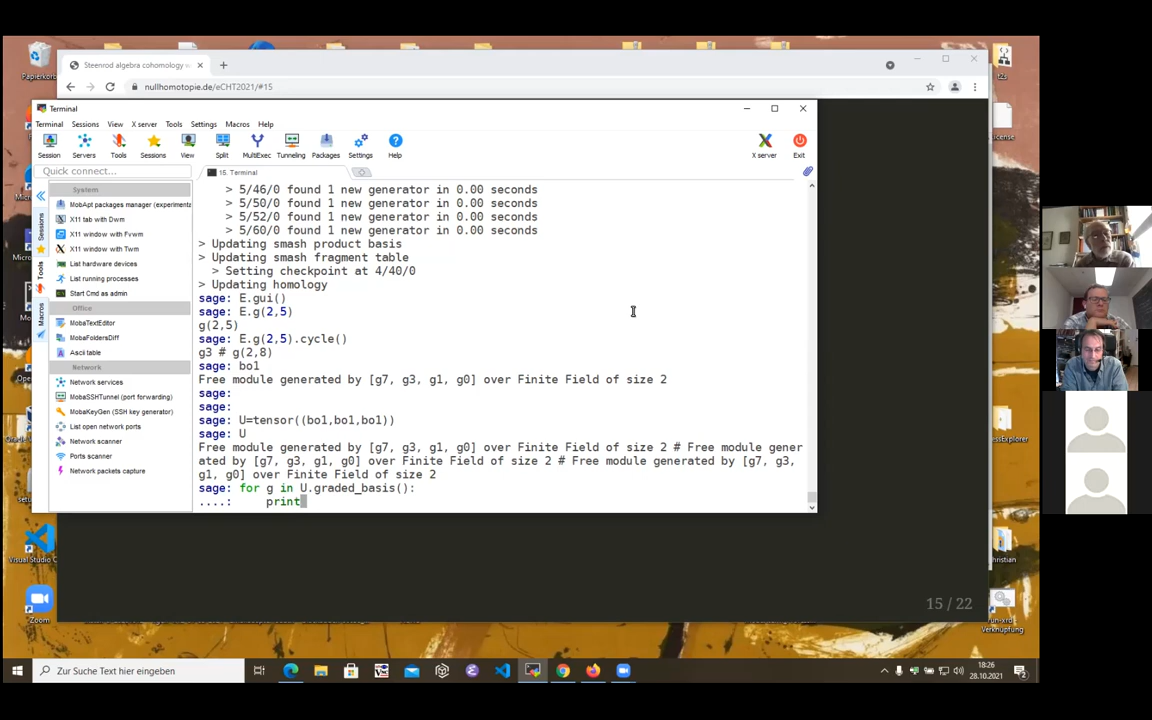 Papierkorb
Steenrod algebra cohomology w
nullhomotopie.de/eCHT2021/#15
Terminal
Terminal Sessions View X server Tools Settings Macros Help
Session Servers Tools Sessions View Split MultiExec Tunneling Packages Settings Help X server Exit
Quick connect...
15. Terminal
Sessions
Tools
Macros
System
MobApt packages manager (experimenta
X11 tab with Dwm
X11 window with Fvwm
X11 window with Twm
List hardware devices
List running processes
Start Cmd as admin
Office
MobaTextEditor
MobaFoldersDiff
Ascii table
Network
Network services
MobaSSHTunnel (port forwarding)
MobaKeyGen (SSH key generator)
List open network ports
Network scanner
Ports scanner
Network packets capture
> 5/46/0 found 1 new generator in 0.00 seconds
> 5/50/0 found 1 new generator in 0.00 seconds
> 5/52/0 found 1 new generator in 0.00 seconds
> 5/60/0 found 1 new generator in 0.00 seconds
> Updating smash product basis
> Updating smash fragment table
> Setting checkpoint at 4/40/0
> Updating homology
sage: E.gui()
sage: E.g(2,5)
g(2,5)
sage: E.g(2,5).cycle()
g3 # g(2,8)
sage: bo1
Free module generated by [g7, g3, g1, g0] over Finite Field of size 2
sage:
sage:
sage: U=tensor((bo1,bo1,bo1))
sage: U
Free module generated by [g7, g3, g1, g0] over Finite Field of size 2 # Free module gener
ated by [g7, g3, g1, g0] over Finite Field of size 2 # Free module generated by [g7, g3,
g1, g0] over Finite Field of size 2
sage: for g in U.graded_basis():
....: print
15 / 22
Zoom
Verknüpfung
Zur Suche Text hier eingeben
18:26
28.10.2021